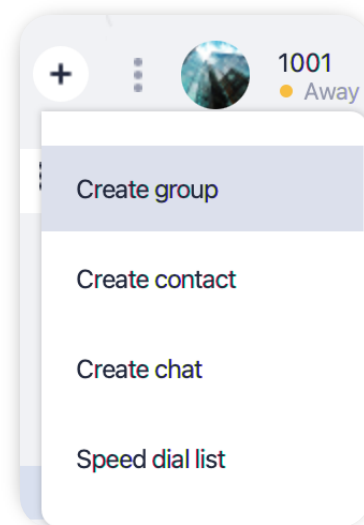 1001
Away
Create group
Create contact
Create chat
Speed dial list